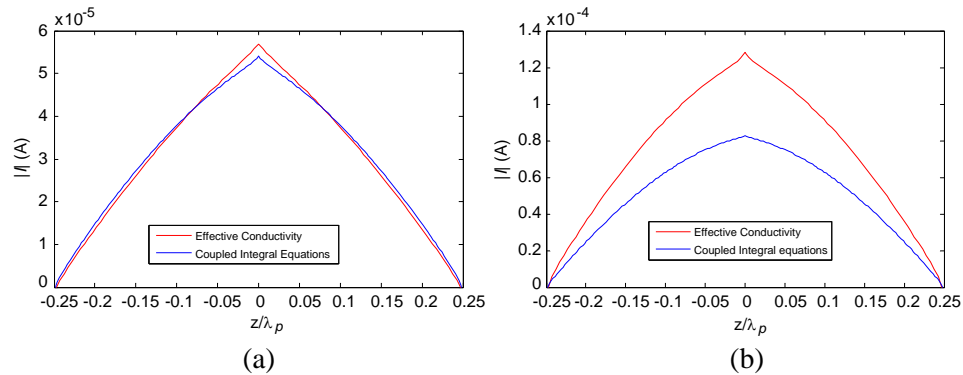 x10⁻⁵
6
5
4
3
2
1
0
|I| (A)
Effective Conductivity
Coupled Integral Equations
-0.25 -0.2 -0.15 -0.1 -0.05 0 0.05 0.1 0.15 0.2 0.25
z/λp
(a)
x10⁻⁴
1.4
1.2
1
0.8
0.6
0.4
0.2
0
|I| (A)
Effective Conductivity
Coupled Integral equations
-0.25 -0.2 -0.15 -0.1 -0.05 0 0.05 0.1 0.15 0.2 0.25
z/λp
(b)